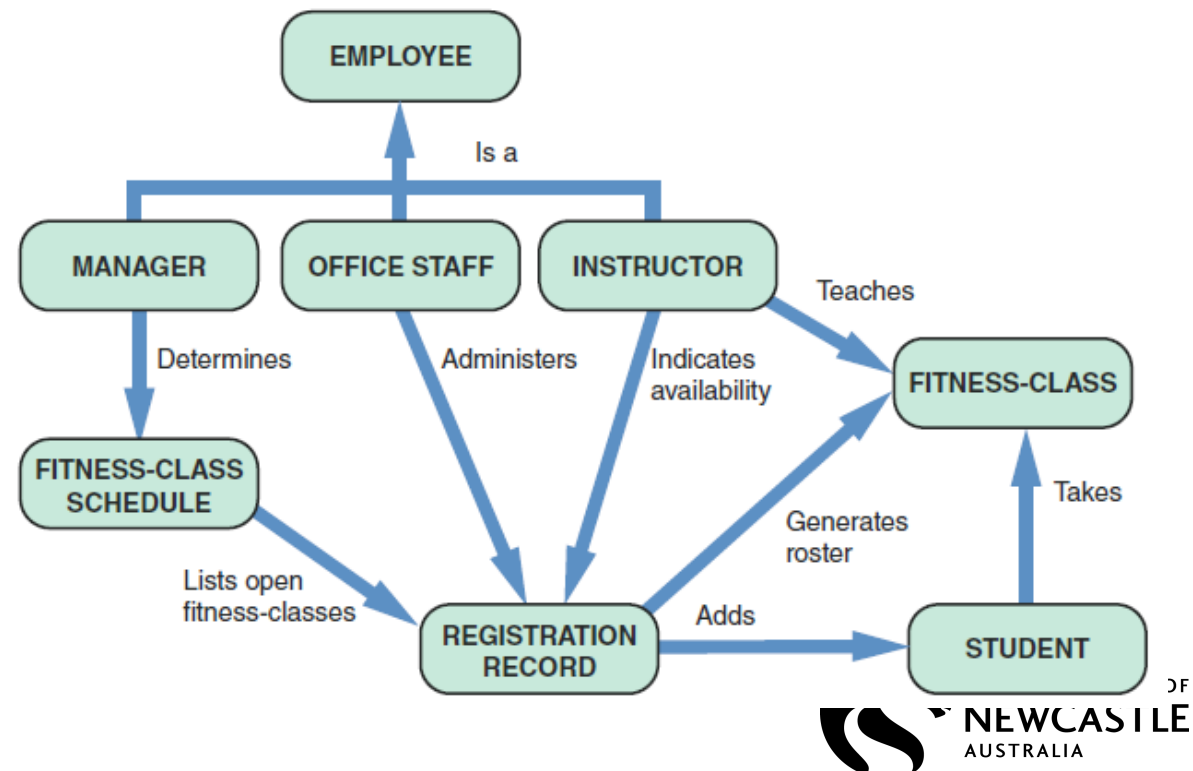 EMPLOYEE
Is a
MANAGER
OFFICE STAFF
INSTRUCTOR
Teaches
Determines
Administers
Indicates
availability
FITNESS-CLASS
FITNESS-CLASS
SCHEDULE
Takes
Generates
roster
Lists open
fitness-classes
Adds
REGISTRATION
RECORD
STUDENT
OF
NEWCASTLE
AUSTRALIA